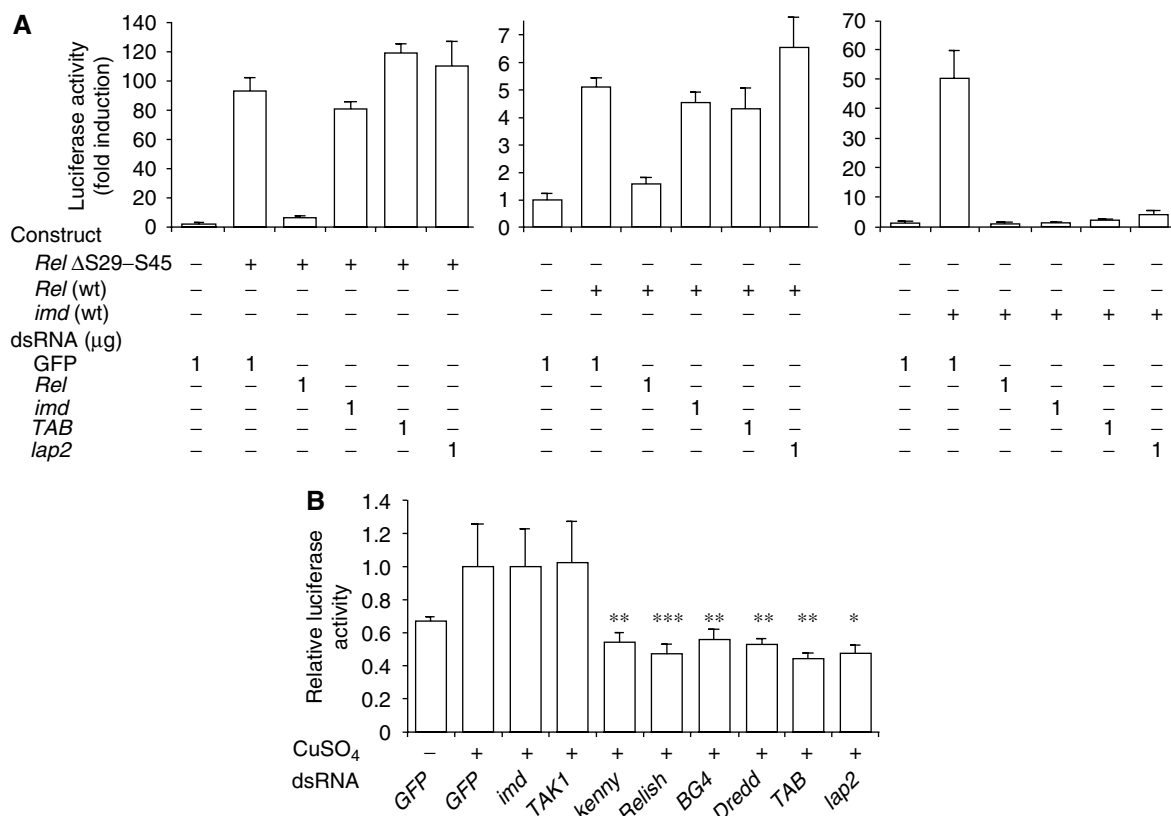 A
Luciferase activity
(fold induction)
140
120
100
80
60
40
20
0
7
6
5
4
3
2
1
0
70
60
50
40
30
20
10
0
Construct
Rel ΔS29–S45 – + + + + + – – – – – – – – – – – –
Rel (wt) – – – – – – – + + + + + – – – – – –
imd (wt) – – – – – – – – – – – – – + + + + +
dsRNA (μg)
GFP 1 1 – – – – 1 1 – – – – 1 1 – – – –
Rel – – 1 – – – – – 1 – – – – – 1 – – –
imd – – – 1 – – – – – 1 – – – – – 1 – –
TAB – – – – 1 – – – – – 1 – – – – – 1 –
Iap2 – – – – – 1 – – – – – 1 – – – – – 1
B
Relative luciferase
activity
1.4
1.2
1.0
0.8
0.6
0.4
0.2
0
** *** ** ** ** *
CuSO4 – + + + + + + + + +
dsRNA GFP GFP imd TAK1 kenny Relish BG4 Dredd TAB Iap2